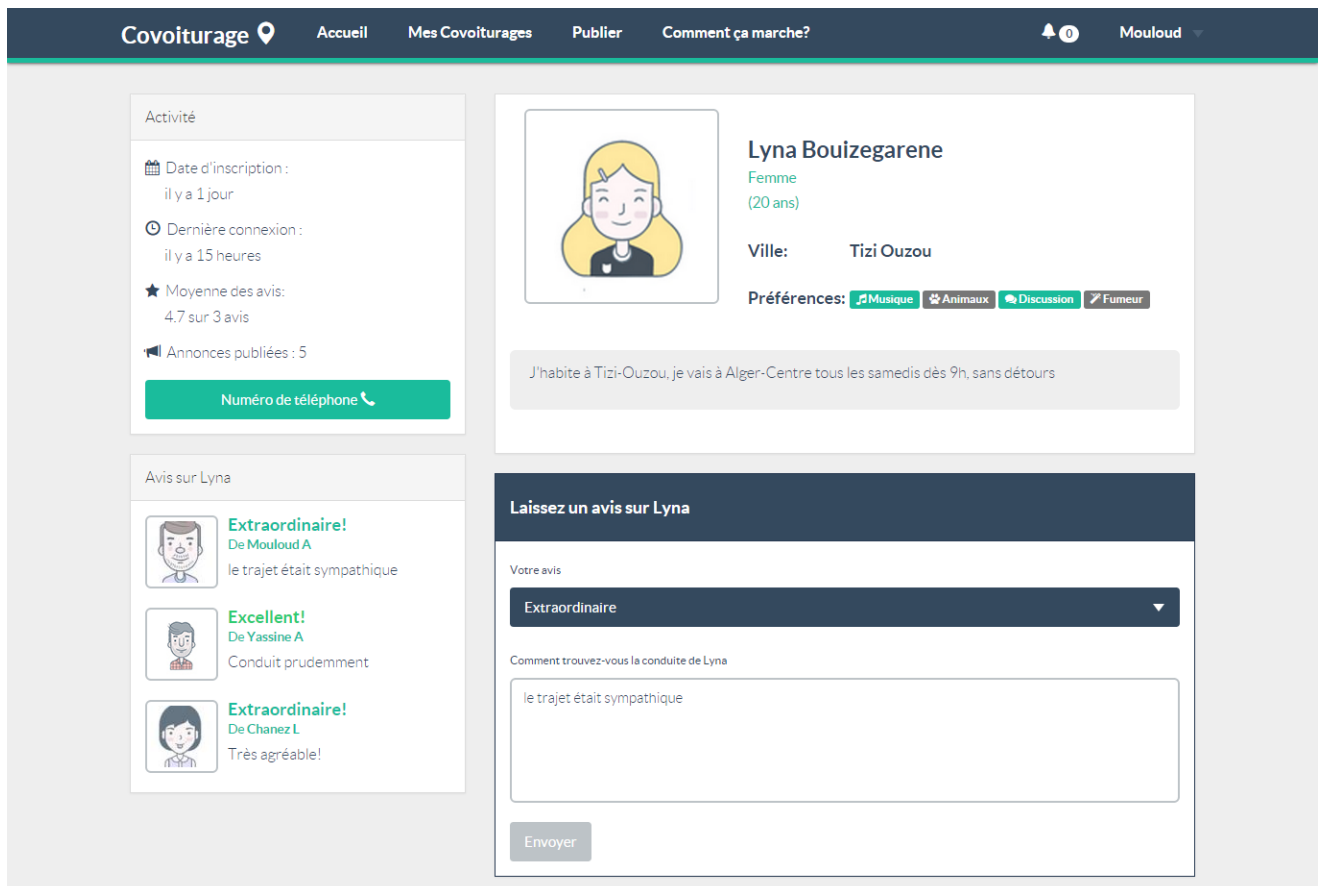 Covoiturage Accueil Mes Covoiturages Publier Comment ça marche? 0 Mouloud
Activité
Date d'inscription :
il y a 1 jour
Dernière connexion :
il y a 15 heures
Moyenne des avis:
4.7 sur 3 avis
Annonces publiées : 5
Numéro de téléphone
Avis sur Lyna
Extraordinaire!
De Mouloud A
le trajet était sympathique
Excellent!
De Yassine A
Conduit prudemment
Extraordinaire!
De Chanez L
Très agréable!
Lyna Bouizegarene
Femme
(20 ans)
Ville: Tizi Ouzou
Préférences: Musique Animaux Discussion Fumeur
J'habite à Tizi-Ouzou, je vais à Alger-Centre tous les samedis dès 9h, sans détours
Laissez un avis sur Lyna
Votre avis
Extraordinaire
Comment trouvez-vous la conduite de Lyna
le trajet était sympathique
Envoyer